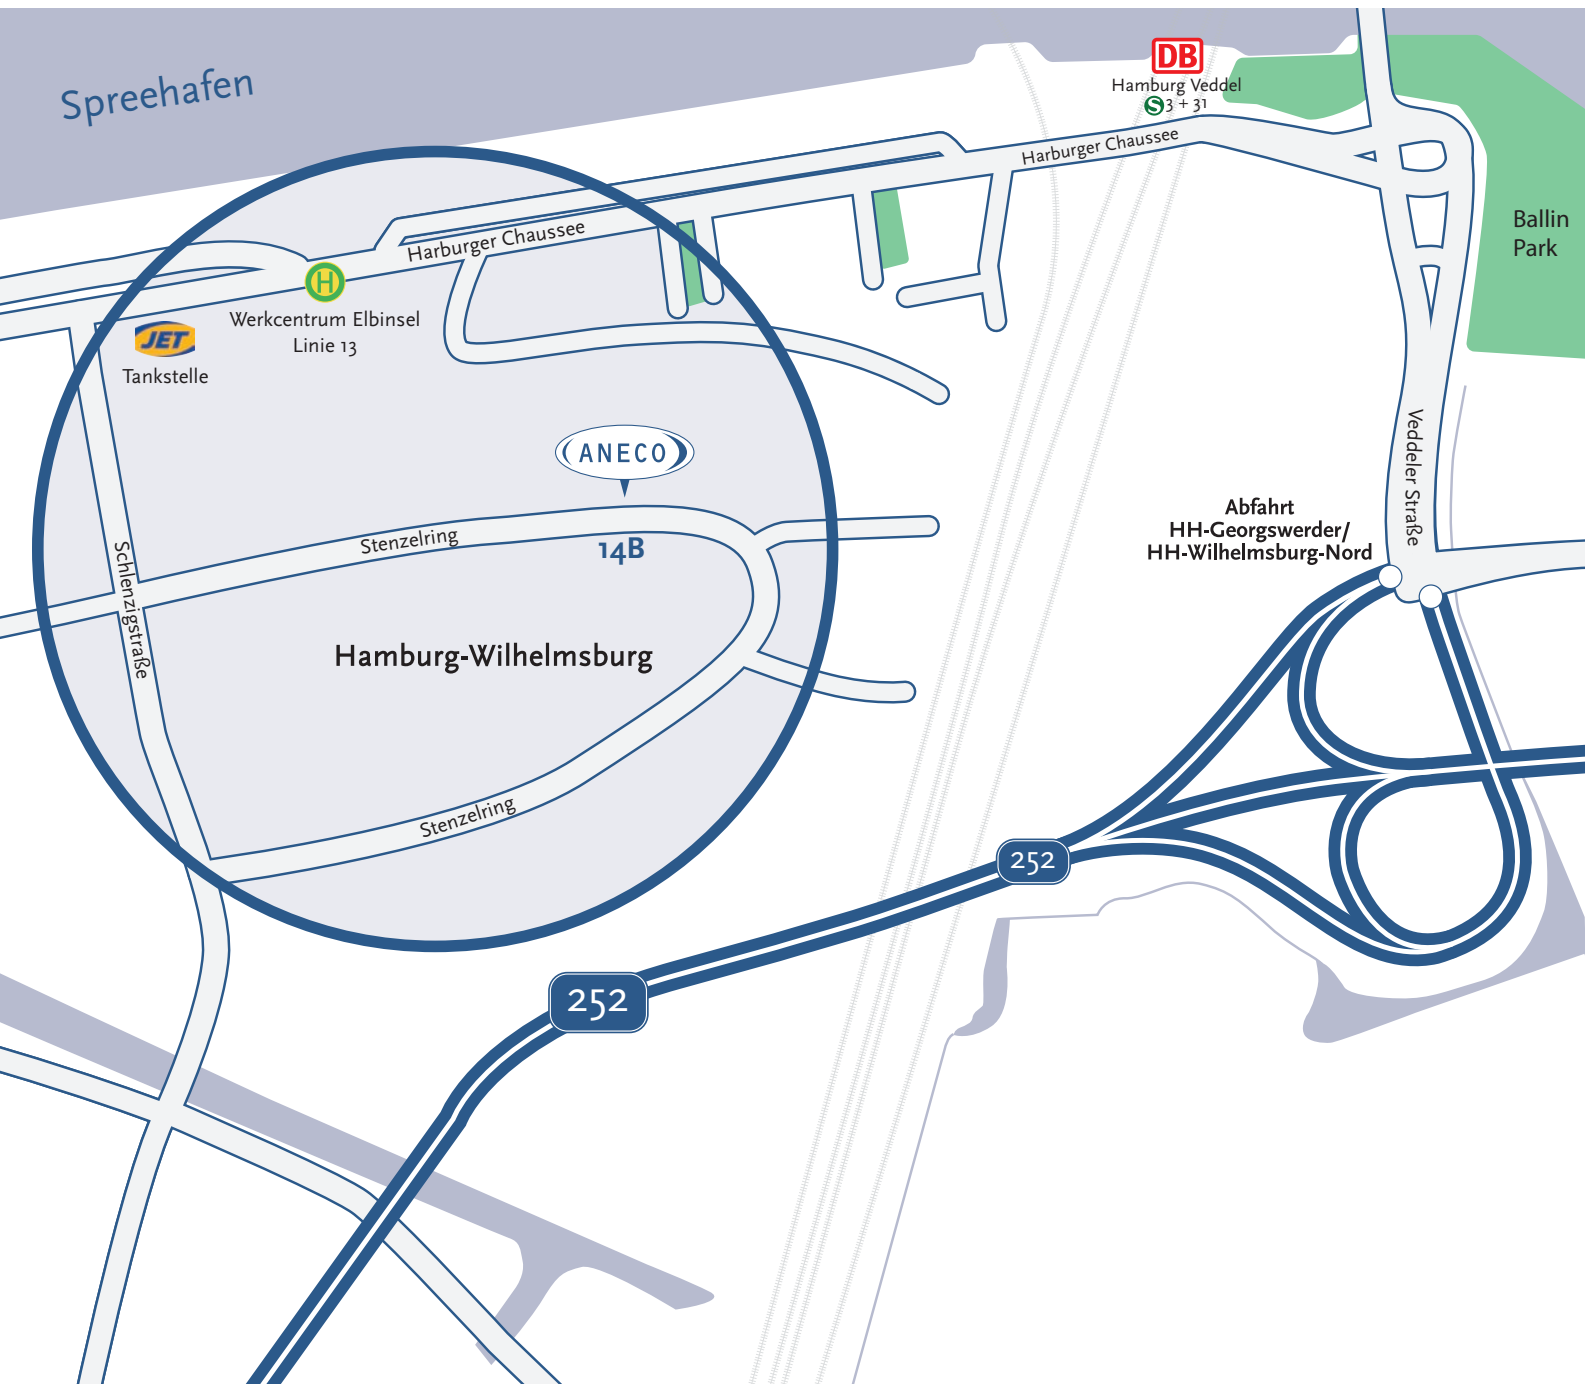 Spreehafen
DB
Hamburg Veddel
S 3 + 31
Harburger Chaussee
Ballin
Park
Harburger Chaussee
H
Werkcentrum Elbinsel
Linie 13
JET
Tankstelle
ANECO
14B
Stenzelring
Schlenzigstraße
Hamburg-Wilhelmsburg
Stenzelring
Veddeler Straße
Abfahrt
HH-Georgswerder/
HH-Wilhelmsburg-Nord
252
252